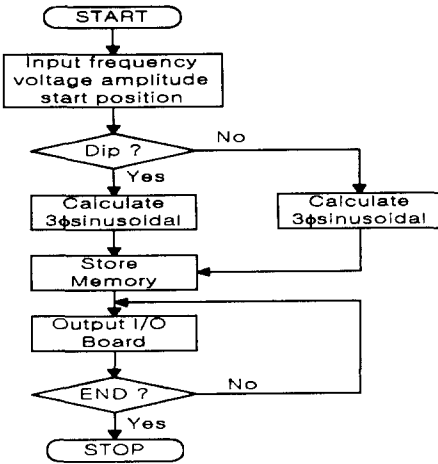 START
Input frequency
voltage amplitude
start position
Dip ?
No
Yes
Calculate
3ϕsinusoidal
Calculate
3ϕsinusoidal
Store
Memory
Output I/O
Board
END ?
No
Yes
STOP